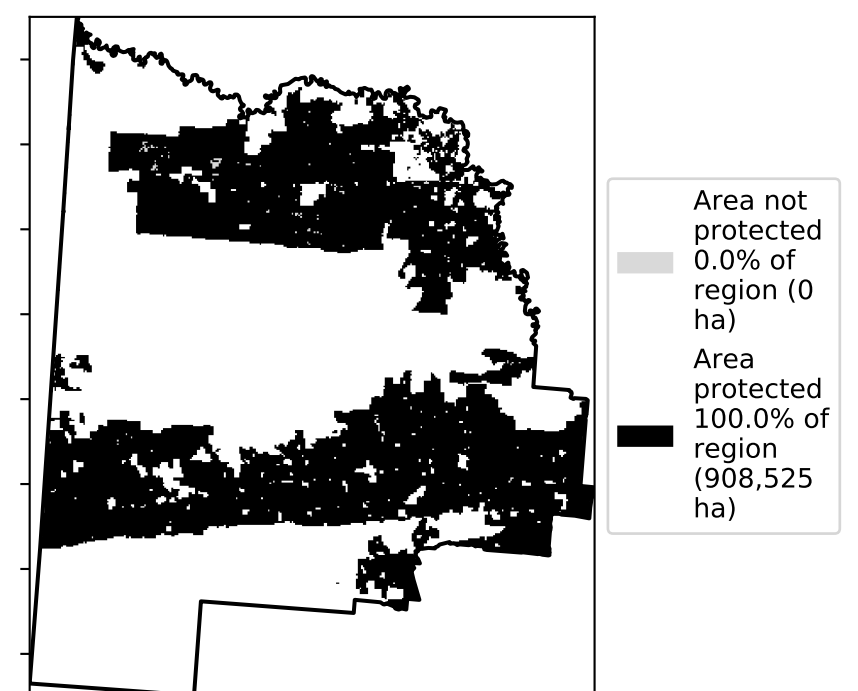 Area not
protected
0.0% of
region (0
ha)
Area
protected
100.0% of
region
(908,525
ha)